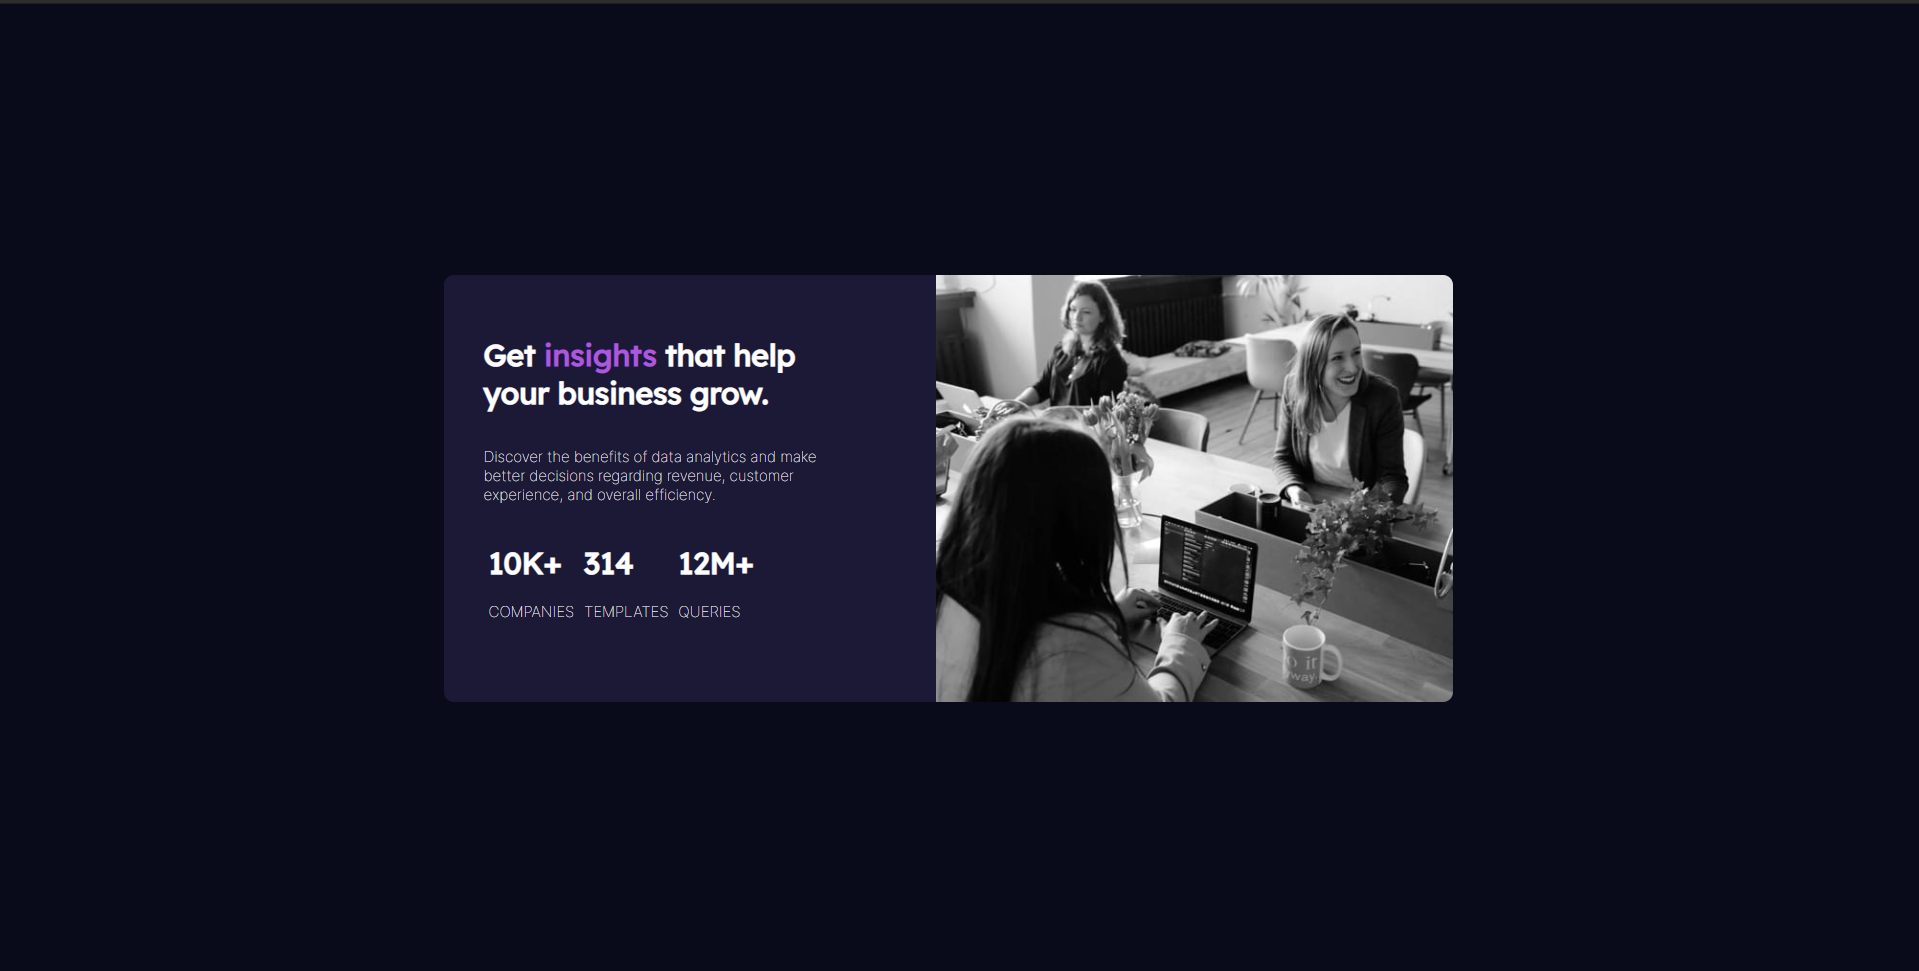 Get insights that help
your business grow.
Discover the benefits of data analytics and make
better decisions regarding revenue, customer
experience, and overall efficiency.
10K+ 314 12M+
COMPANIES TEMPLATES QUERIES